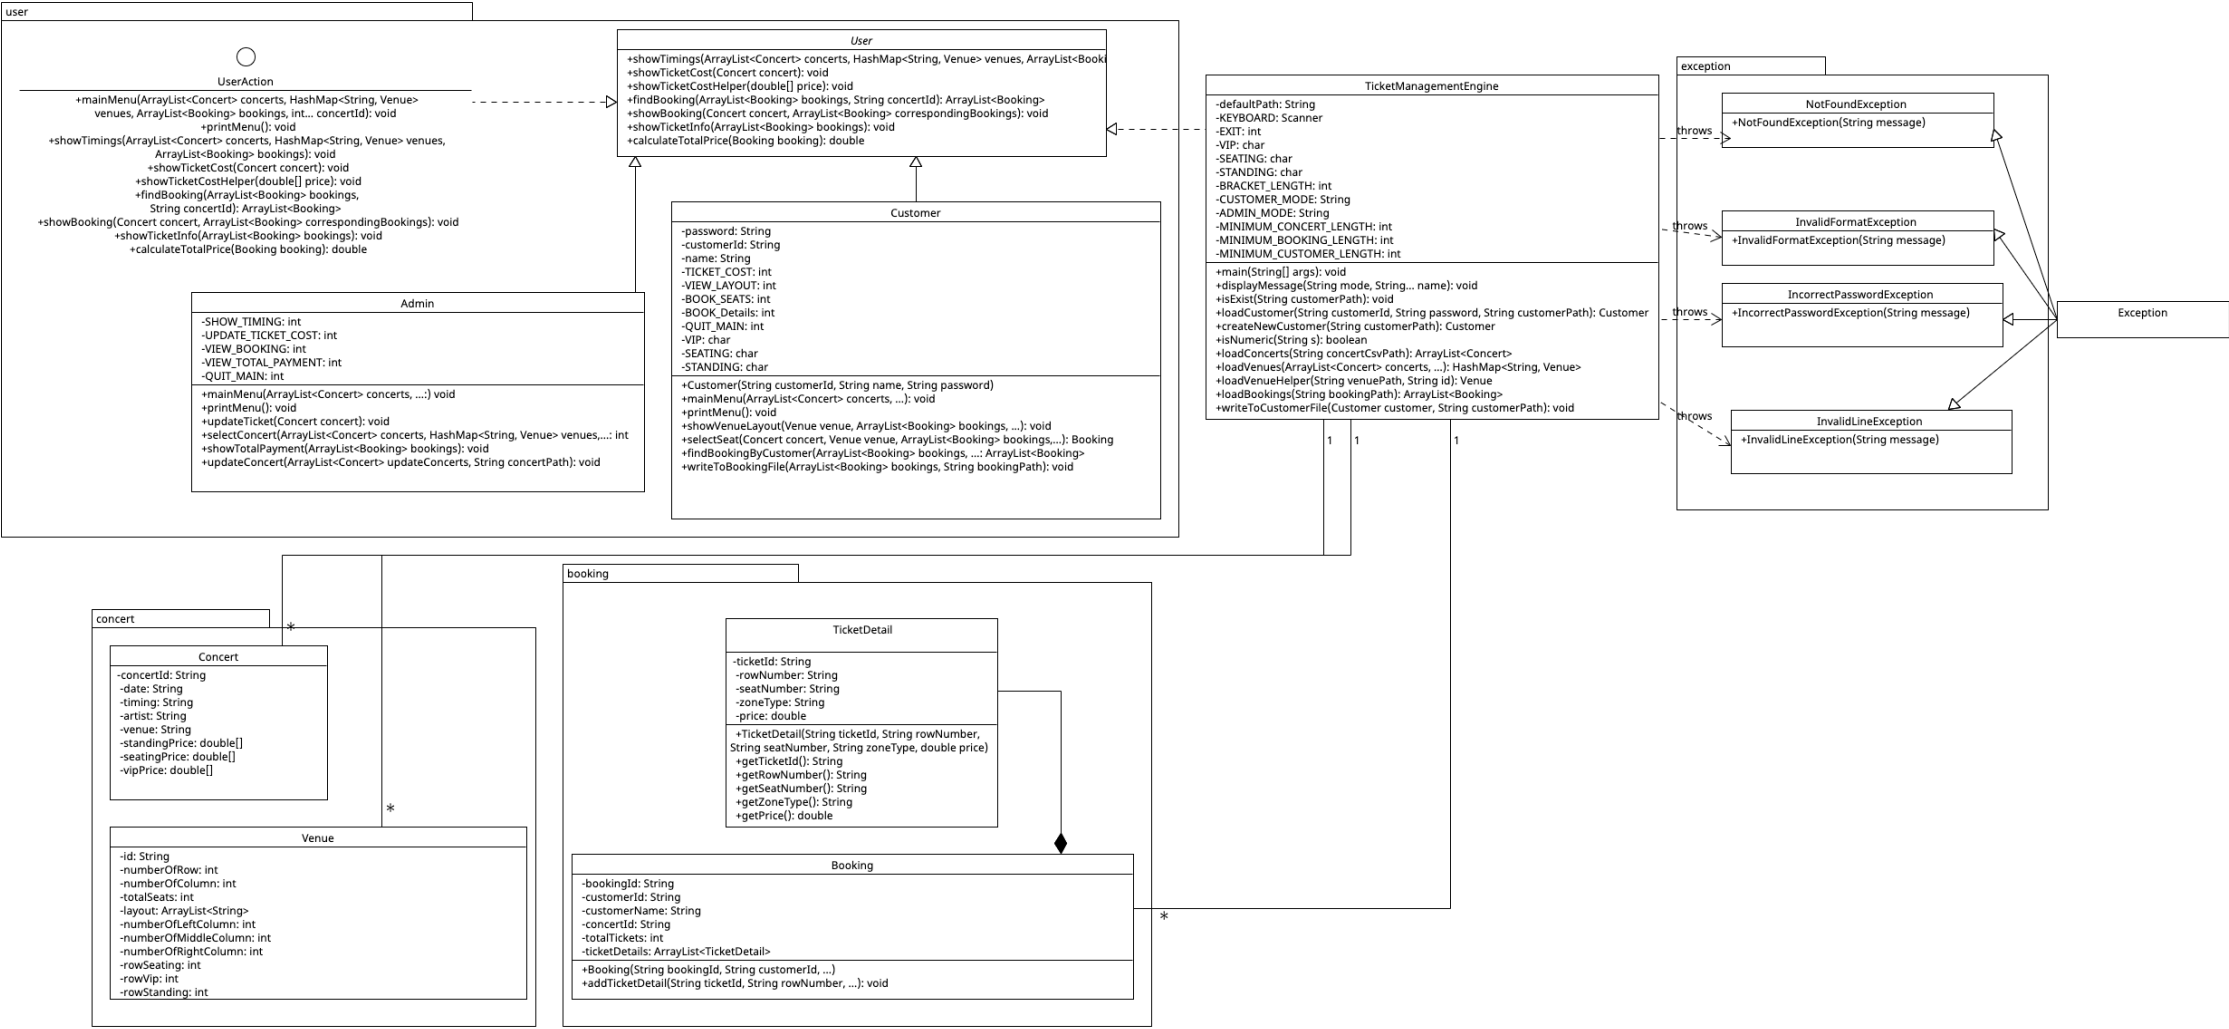 user
UserAction
+mainMenu(ArrayList<Concert> concerts, HashMap<String, Venue>
venues, ArrayList<Booking> bookings, int... concertId): void
+printMenu(): void
+showTimings(ArrayList<Concert> concerts, HashMap<String, Venue> venues,
ArrayList<Booking> bookings): void
+showTicketCost(Concert concert): void
+showTicketCostHelper(double[] price): void
+findBooking(ArrayList<Booking> bookings,
String concertId): ArrayList<Booking>
+showBooking(Concert concert, ArrayList<Booking> correspondingBookings): void
+showTicketInfo(ArrayList<Booking> bookings): void
+calculateTotalPrice(Booking booking): double
User
+showTimings(ArrayList<Concert> concerts, HashMap<String, Venue> venues, ArrayList<Booki
+showTicketCost(Concert concert): void
+showTicketCostHelper(double[] price): void
+findBooking(ArrayList<Booking> bookings, String concertId): ArrayList<Booking>
+showBooking(Concert concert, ArrayList<Booking> correspondingBookings): void
+showTicketInfo(ArrayList<Booking> bookings): void
+calculateTotalPrice(Booking booking): double
Admin
-SHOW_TIMING: int
-UPDATE_TICKET_COST: int
-VIEW_BOOKING: int
-VIEW_TOTAL_PAYMENT: int
-QUIT_MAIN: int
+mainMenu(ArrayList<Concert> concerts, ...:) void
+printMenu(): void
+updateTicket(Concert concert): void
+selectConcert(ArrayList<Concert> concerts, HashMap<String, Venue> venues,...: int
+showTotalPayment(ArrayList<Booking> bookings): void
+updateConcert(ArrayList<Concert> updateConcerts, String concertPath): void
Customer
-password: String
-customerId: String
-name: String
-TICKET_COST: int
-VIEW_LAYOUT: int
-BOOK_SEATS: int
-BOOK_Details: int
-QUIT_MAIN: int
-VIP: char
-SEATING: char
-STANDING: char
+Customer(String customerId, String name, String password)
+mainMenu(ArrayList<Concert> concerts, ...): void
+printMenu(): void
+showVenueLayout(Venue venue, ArrayList<Booking> bookings, ...): void
+selectSeat(Concert concert, Venue venue, ArrayList<Booking> bookings,...): Booking
+findBookingByCustomer(ArrayList<Booking> bookings, ...: ArrayList<Booking>
+writeToBookingFile(ArrayList<Booking> bookings, String bookingPath): void
TicketManagementEngine
-defaultPath: String
-KEYBOARD: Scanner
-EXIT: int
-VIP: char
-SEATING: char
-STANDING: char
-BRACKET_LENGTH: int
-CUSTOMER_MODE: String
-ADMIN_MODE: String
-MINIMUM_CONCERT_LENGTH: int
-MINIMUM_BOOKING_LENGTH: int
-MINIMUM_CUSTOMER_LENGTH: int
+main(String[] args): void
+displayMessage(String mode, String... name): void
+isExist(String customerPath): void
+loadCustomer(String customerId, String password, String customerPath): Customer
+createNewCustomer(String customerPath): Customer
+isNumeric(String s): boolean
+loadConcerts(String concertCsvPath): ArrayList<Concert>
+loadVenues(ArrayList<Concert> concerts, ...): HashMap<String, Venue>
+loadVenueHelper(String venuePath, String id): Venue
+loadBookings(String bookingPath): ArrayList<Booking>
+writeToCustomerFile(Customer customer, String customerPath): void
1
1
1
exception
NotFoundException
+NotFoundException(String message)
throws
InvalidFormatException
+InvalidFormatException(String message)
throws
IncorrectPasswordException
+IncorrectPasswordException(String message)
throws
Exception
InvalidLineException
+InvalidLineException(String message)
throws
concert
*
Concert
-concertId: String
-date: String
-timing: String
-artist: String
-venue: String
-standingPrice: double[]
-seatingPrice: double[]
-vipPrice: double[]
*
Venue
-id: String
-numberOfRow: int
-numberOfColumn: int
-totalSeats: int
-layout: ArrayList<String>
-numberOfLeftColumn: int
-numberOfMiddleColumn: int
-numberOfRightColumn: int
-rowSeating: int
-rowVip: int
-rowStanding: int
booking
TicketDetail
-ticketId: String
-rowNumber: String
-seatNumber: String
-zoneType: String
-price: double
+TicketDetail(String ticketId, String rowNumber,
String seatNumber, String zoneType, double price)
+getTicketId(): String
+getRowNumber(): String
+getSeatNumber(): String
+getZoneType(): String
+getPrice(): double
Booking
-bookingId: String
-customerId: String
-customerName: String
-concertId: String
-totalTickets: int
-ticketDetails: ArrayList<TicketDetail>
+Booking(String bookingId, String customerId, ...)
+addTicketDetail(String ticketId, String rowNumber, ...): void
*